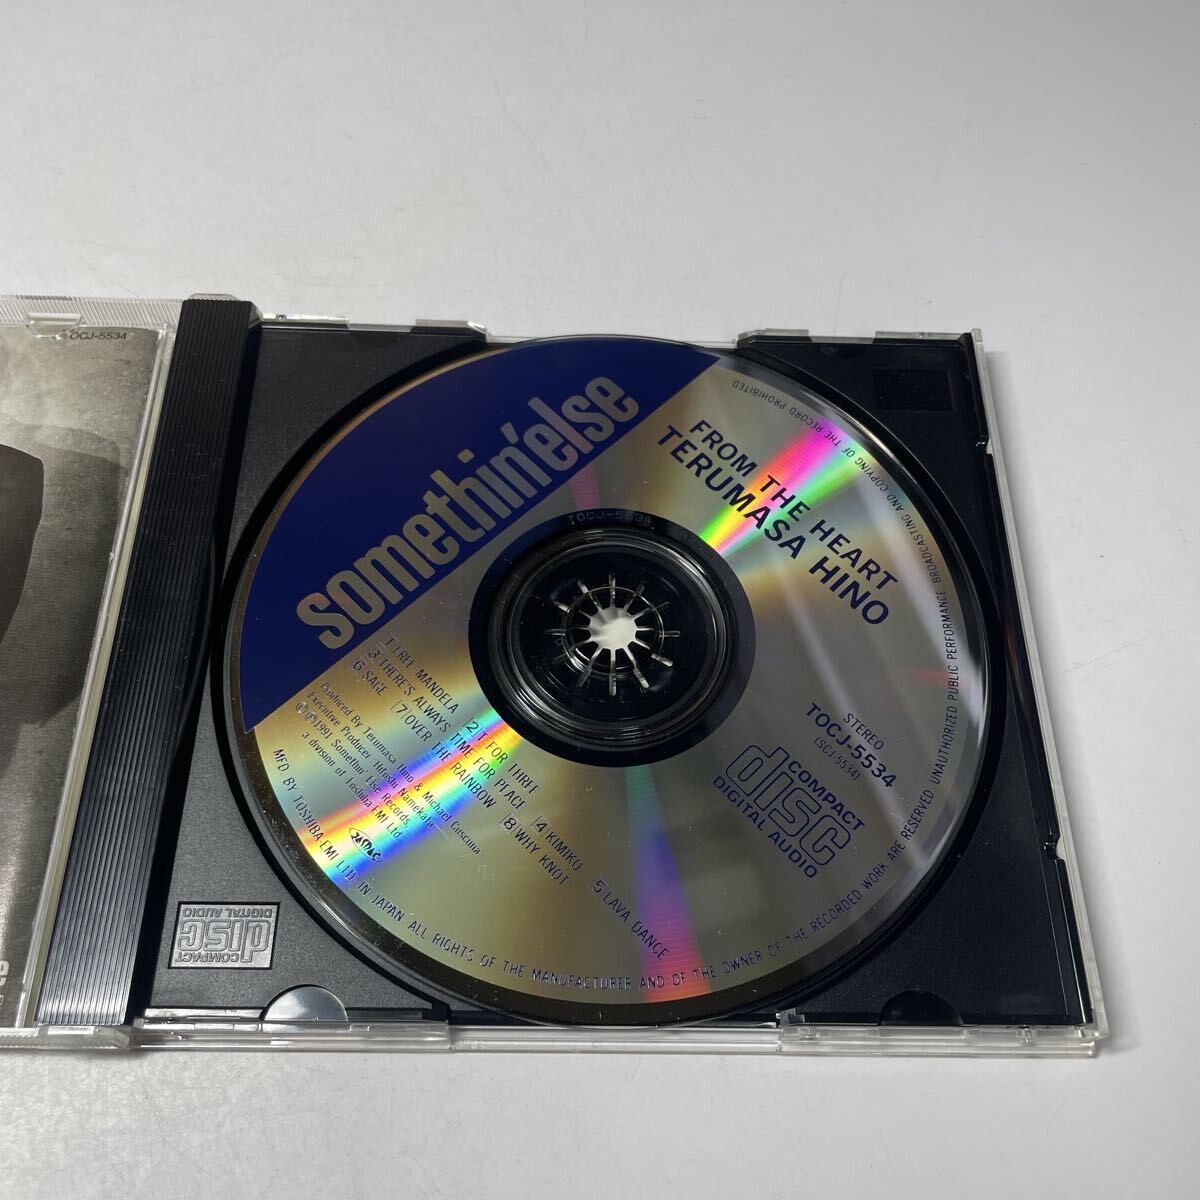 OCJ-5534
somethin'else
FROM THE HEART
TERUMASA HINO
TOCJ-5534
1. FREE MANDELA 2. T FOR THREE
3. THERE'S ALWAYS TIME FOR PEACE 4. KIMIKO 5. LAVA DANCE
6. SAGE 7. OVER THE RAINBOW 8. WHY KNOT
Produced By Terumasa Hino & Michael Cuscuna
Executive Producer Hitoshi Namekata
℗©1991 Somethin' Else Records,
a division of Toshiba EMI Ltd.
JASRAC
STEREO
TOCJ-5534
(SCJ-5534)
COMPACT
disc
DIGITAL AUDIO
MFD BY TOSHIBA-EMI LTD. IN JAPAN. ALL RIGHTS OF THE MANUFACTURER AND OF THE OWNER OF THE RECORDED WORK ARE RESERVED UNAUTHORIZED PUBLIC PERFORMANCE BROADCASTING AND COPYING OF THE RECORD PROHIBITED
COMPACT
disc
DIGITAL AUDIO